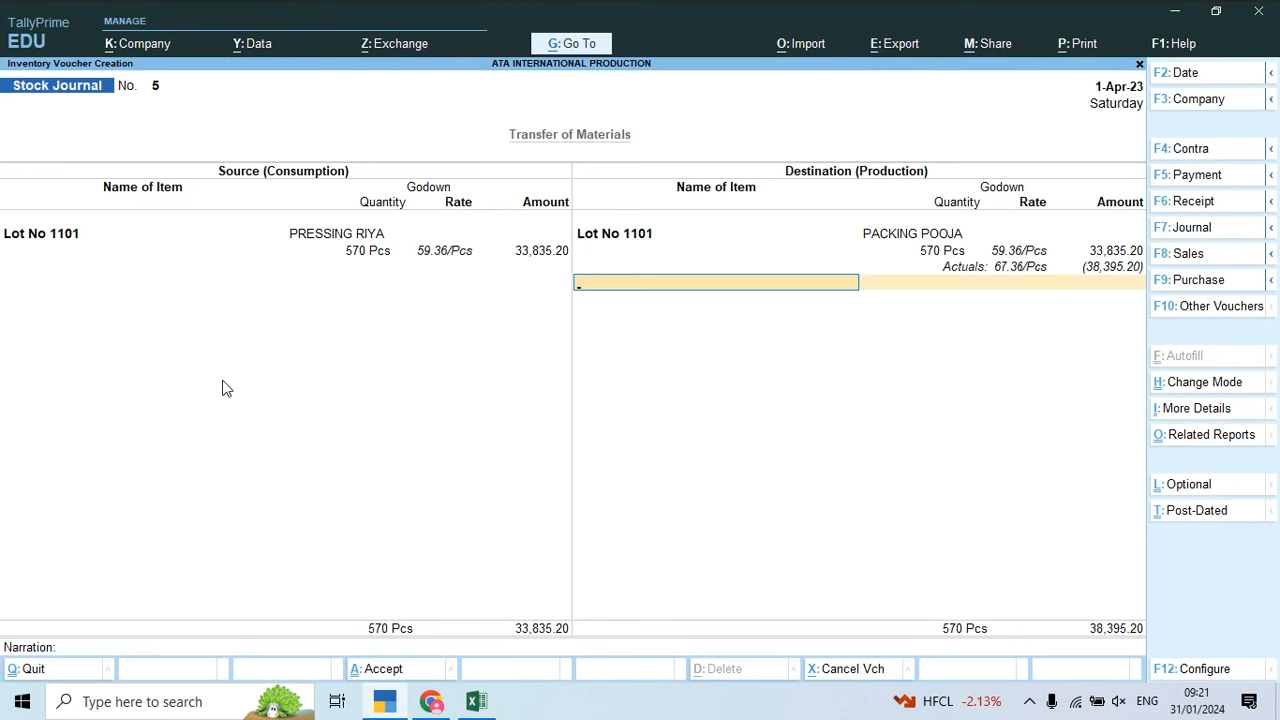 TallyPrime
EDU
MANAGE
K: Company
Y: Data
Z: Exchange
G: Go To
O: Import
E: Export
M: Share
P: Print
F1: Help
Inventory Voucher Creation
ATA INTERNATIONAL PRODUCTION
Stock Journal No. 5
1-Apr-23
Saturday
Transfer of Materials
Source (Consumption)
Destination (Production)
Name of Item
Godown
Name of Item
Godown
Quantity
Rate
Amount
Quantity
Rate
Amount
Lot No 1101
PRESSING RIYA
Lot No 1101
PACKING POOJA
570 Pcs
59.36/Pcs
33,835.20
570 Pcs
59.36/Pcs
33,835.20
Actuals: 67.36/Pcs
(38,395.20)
570 Pcs
33,835.20
570 Pcs
38,395.20
Narration:
Q: Quit
A: Accept
D: Delete
X: Cancel Vch
F2: Date
F3: Company
F4: Contra
F5: Payment
F6: Receipt
F7: Journal
F8: Sales
F9: Purchase
F10: Other Vouchers
F: Autofill
H: Change Mode
I: More Details
O: Related Reports
L: Optional
T: Post-Dated
F12: Configure
Type here to search
HFCL -2.13%
ENG
09:21
31/01/2024